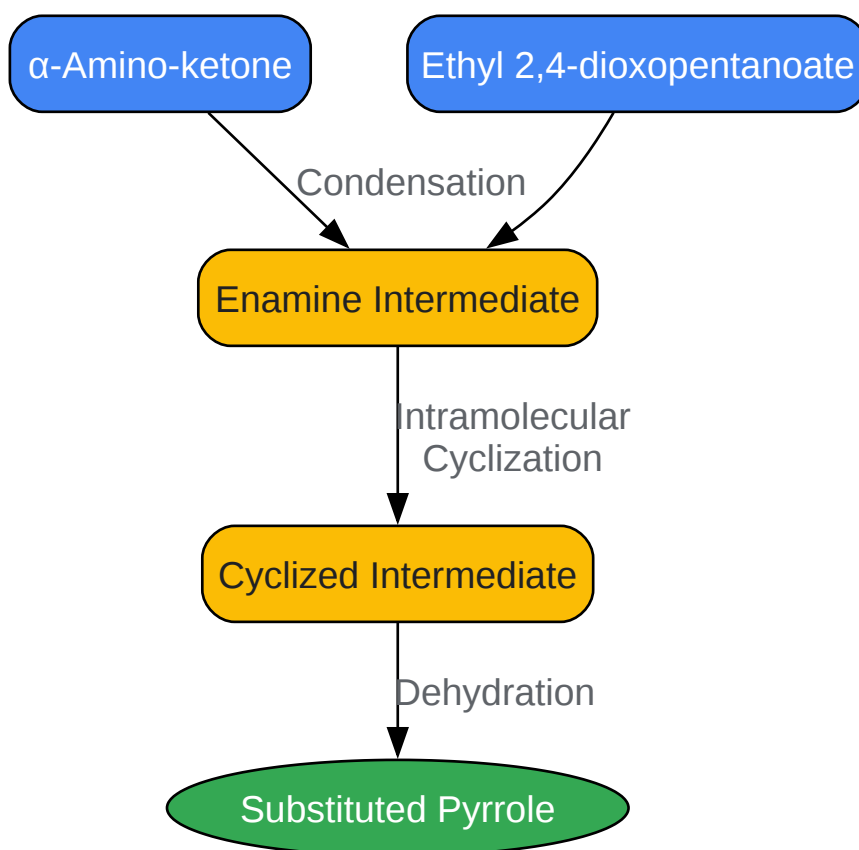 α-Amino-ketone
Ethyl 2,4-dioxopentanoate
Condensation
Enamine Intermediate
Intramolecular
Cyclization
Cyclized Intermediate
Dehydration
Substituted Pyrrole